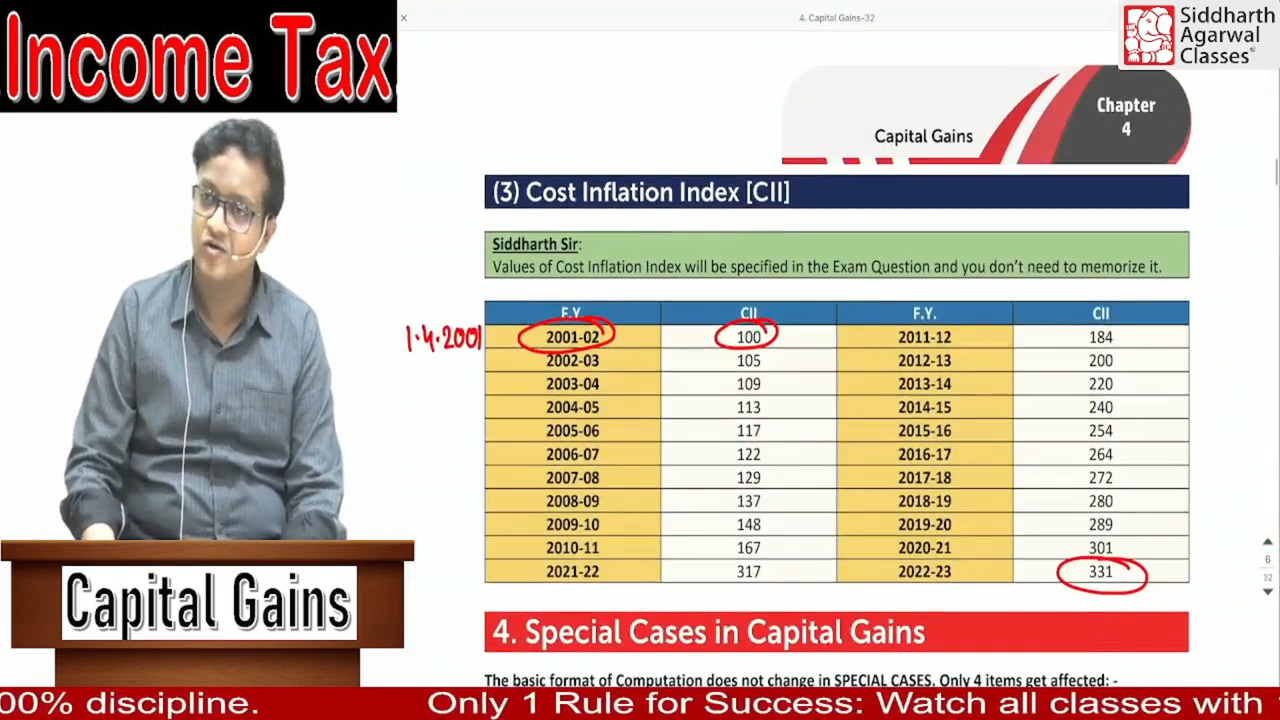 Income Tax
4. Capital Gains-32
Siddharth
Agarwal
Classes
Chapter
4
Capital Gains
(3) Cost Inflation Index [CII]
Siddharth Sir:
Values of Cost Inflation Index will be specified in the Exam Question and you don't need to memorize it.
F.Y. CII F.Y. CII
1.4.2001 2001-02 100 2011-12 184
2002-03 105 2012-13 200
2003-04 109 2013-14 220
2004-05 113 2014-15 240
2005-06 117 2015-16 254
2006-07 122 2016-17 264
2007-08 129 2017-18 272
2008-09 137 2018-19 280
2009-10 148 2019-20 289
2010-11 167 2020-21 301
2021-22 317 2022-23 331
6
32
4. Special Cases in Capital Gains
The basic format of Computation does not change in SPECIAL CASES. Only 4 items get affected: -
Capital Gains
00% discipline. Only 1 Rule for Success: Watch all classes with